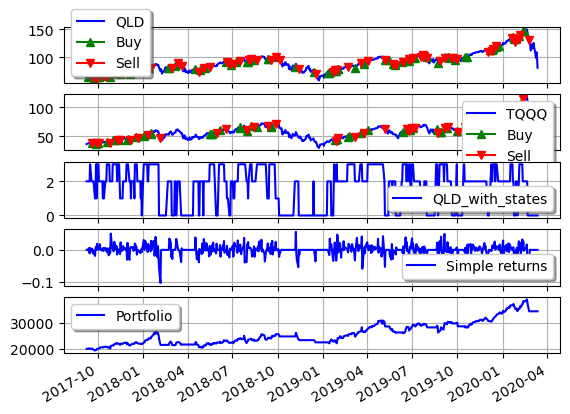 150
100
QLD
Buy
Sell
100
50
TQQQ
Buy
Sell
2
0
QLD_with_states
0.0
−0.1
Simple returns
30000
20000
Portfolio
2017-10
2018-01
2018-04
2018-07
2018-10
2019-01
2019-04
2019-07
2019-10
2020-01
2020-04